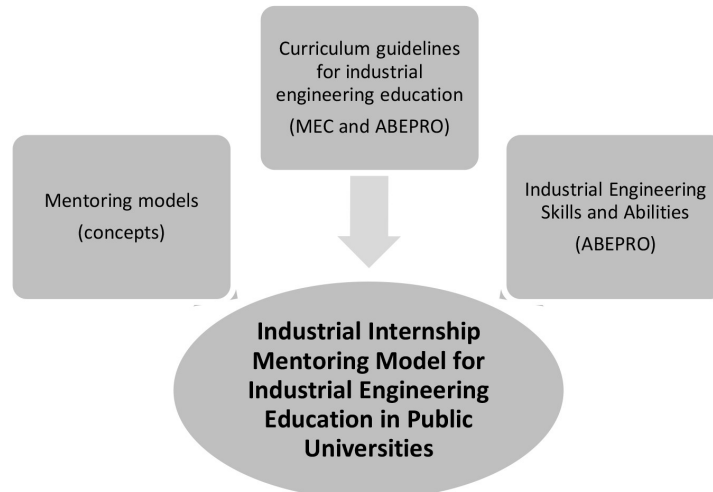 Curriculum guidelines
for industrial
engineering education
(MEC and ABEPRO)
Mentoring models
(concepts)
Industrial Engineering
Skills and Abilities
(ABEPRO)
Industrial Internship
Mentoring Model for
Industrial Engineering
Education in Public
Universities